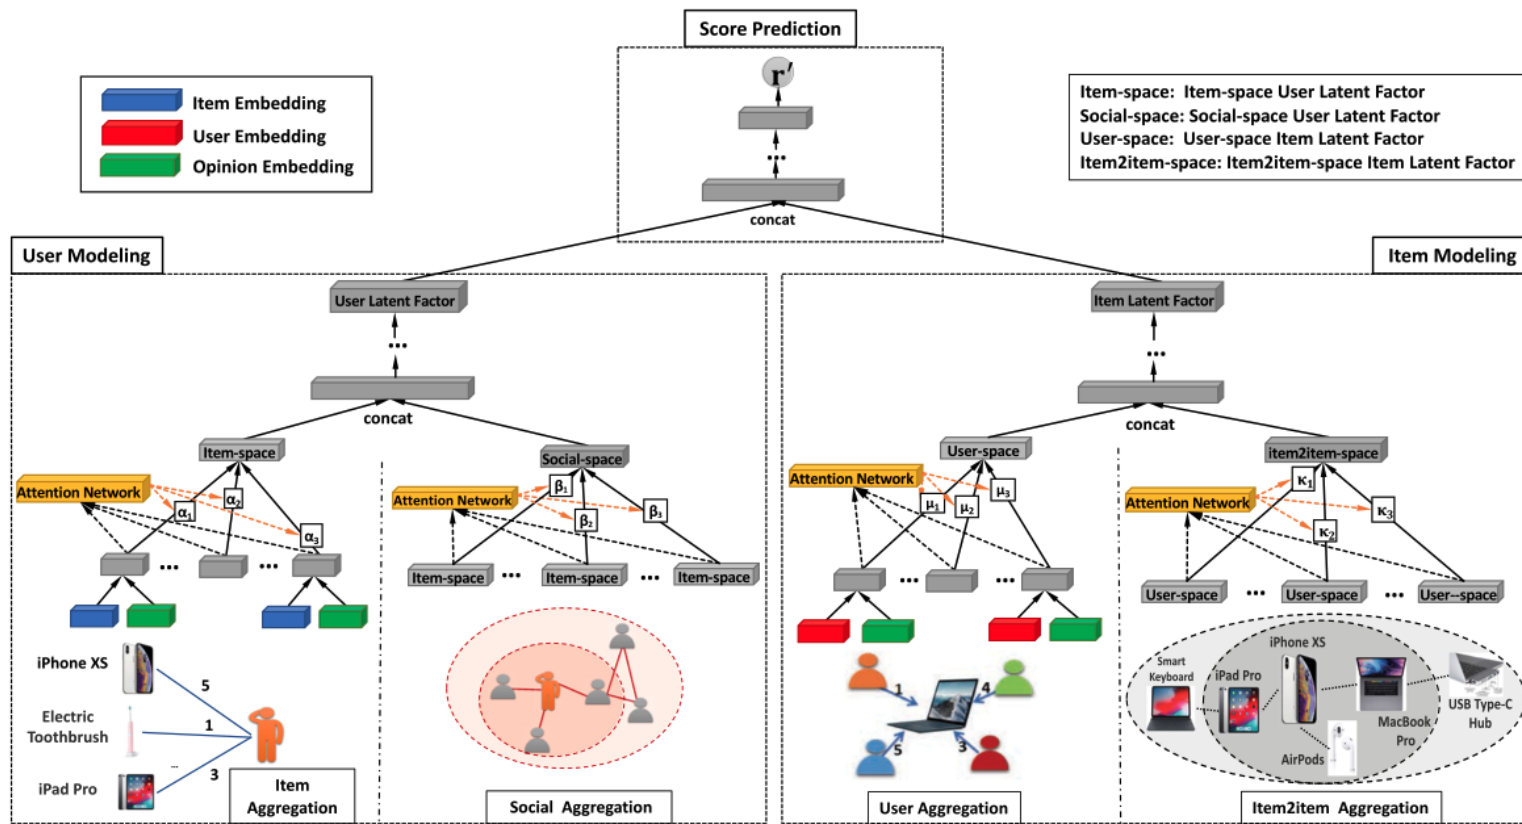 Score Prediction
r′
...
concat
Item Embedding
User Embedding
Opinion Embedding
Item-space: Item-space User Latent Factor
Social-space: Social-space User Latent Factor
User-space: User-space Item Latent Factor
Item2item-space: Item2item-space Item Latent Factor
User Modeling
User Latent Factor
...
concat
Item-space
Attention Network
α1
α2
α3
... ...
iPhone XS
5
Electric
Toothbrush
1
...
iPad Pro
3
Item
Aggregation
Social-space
Attention Network
β1
β2
β3
Item-space ... Item-space ... Item-space
Social Aggregation
Item Modeling
Item Latent Factor
...
concat
User-space
Attention Network
μ1
μ2
μ3
... ...
1
4
5
3
User Aggregation
item2item-space
Attention Network
κ1
κ2
κ3
User-space ... User-space ... User--space
Smart
Keyboard
iPad Pro
iPhone XS
AirPods
MacBook
Pro
USB Type-C
Hub
Item2item Aggregation